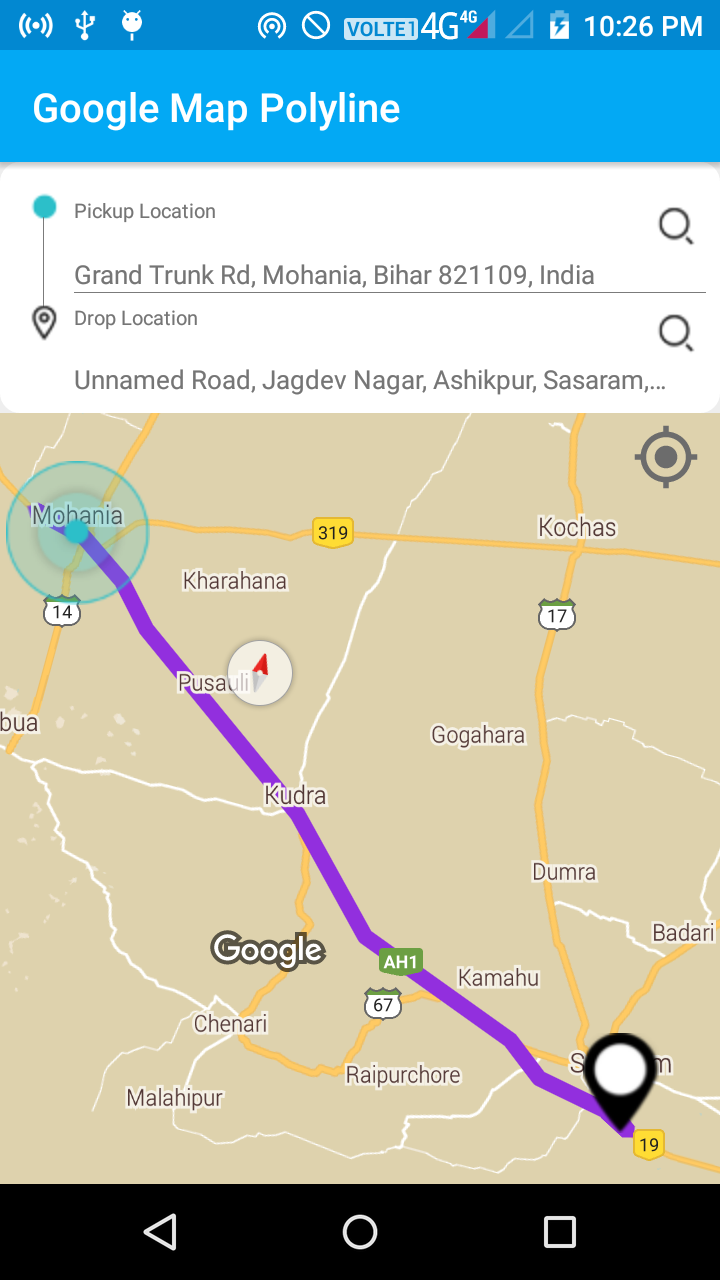 VOLTE1 4G 4G 10:26 PM
Google Map Polyline
Pickup Location
Grand Trunk Rd, Mohania, Bihar 821109, India
Drop Location
Unnamed Road, Jagdev Nagar, Ashikpur, Sasaram,...
Mohania
319
Kochas
Kharahana
14
17
Pusauli
bua
Gogahara
Kudra
Dumra
Badari
Google
AH1
Kamahu
67
Chenari
Raipurchore
Malahipur
19